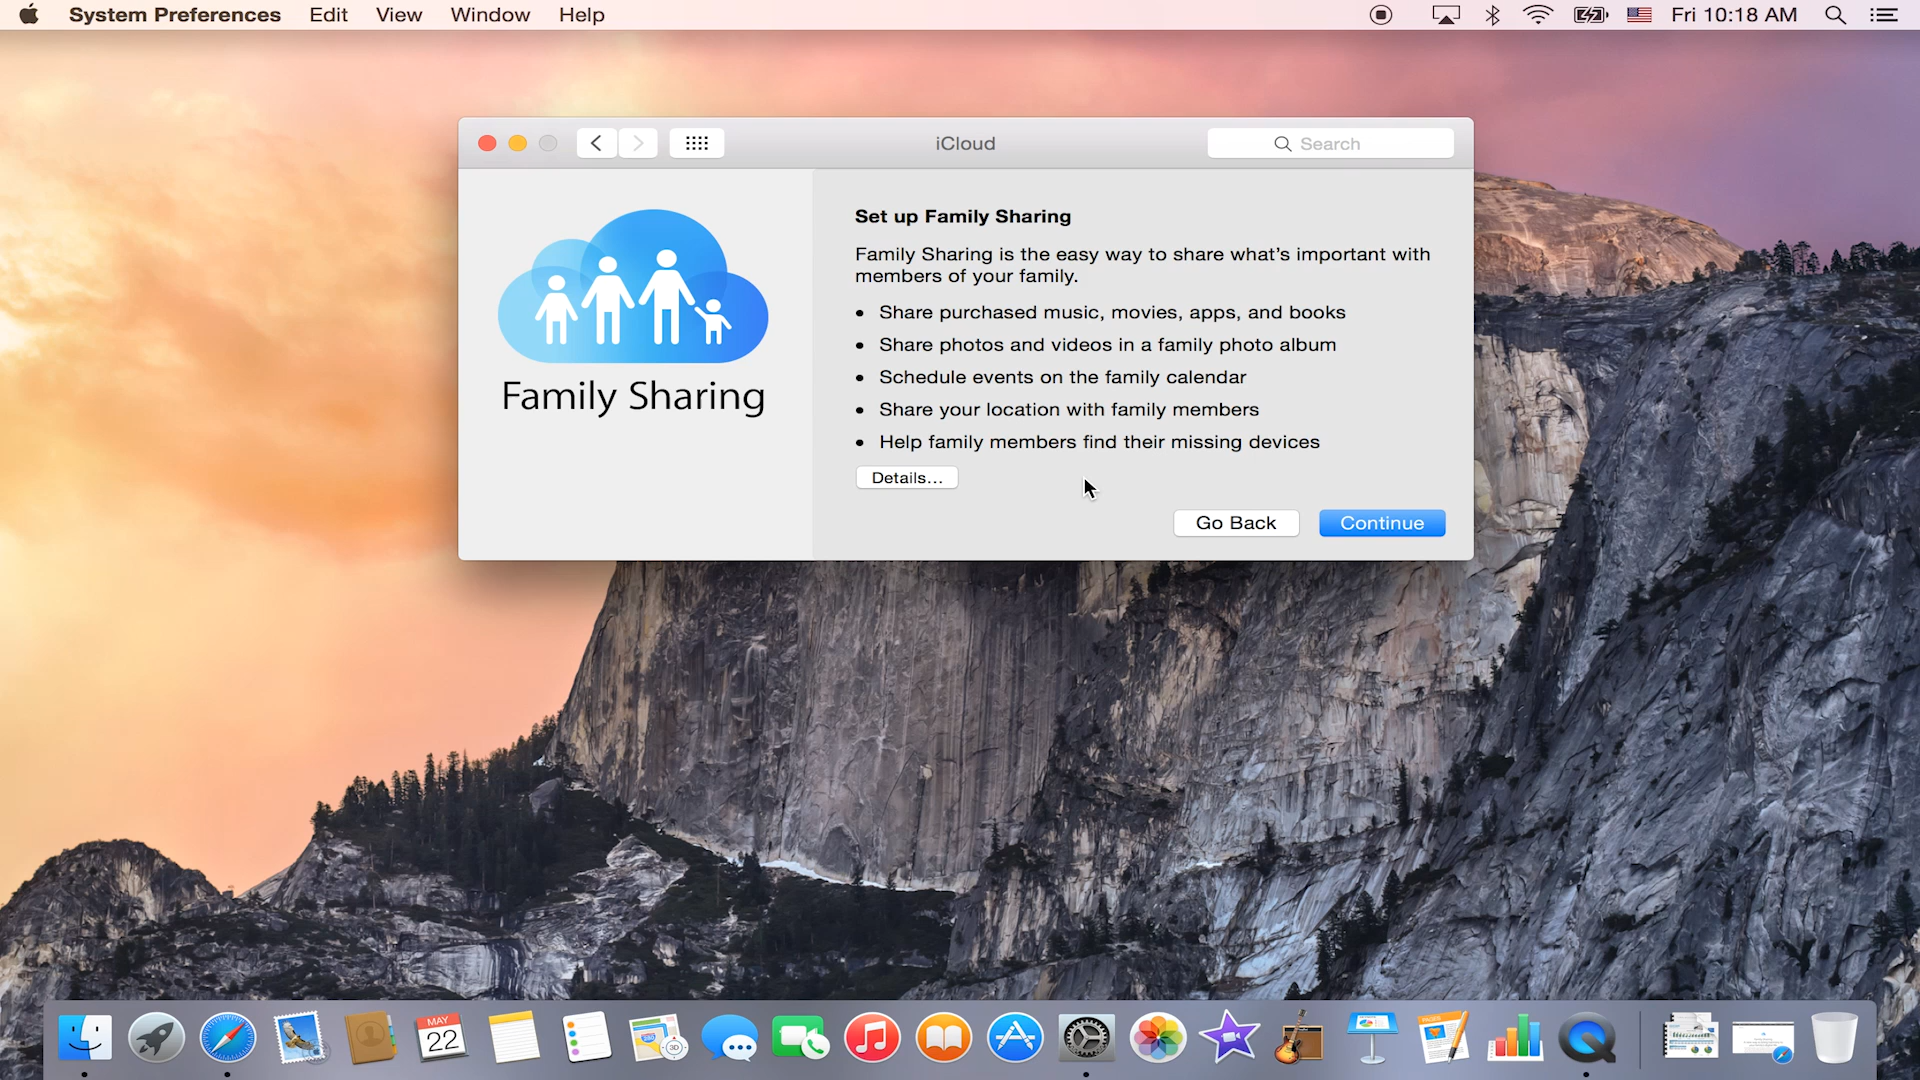 System Preferences Edit View Window Help Fri 10:18 AM
iCloud
Search
Set up Family Sharing
Family Sharing is the easy way to share what's important with
members of your family.
• Share purchased music, movies, apps, and books
• Share photos and videos in a family photo album
• Schedule events on the family calendar
• Share your location with family members
• Help family members find their missing devices
Details...
Go Back Continue
Family Sharing
MAY
22
3D
PAGES